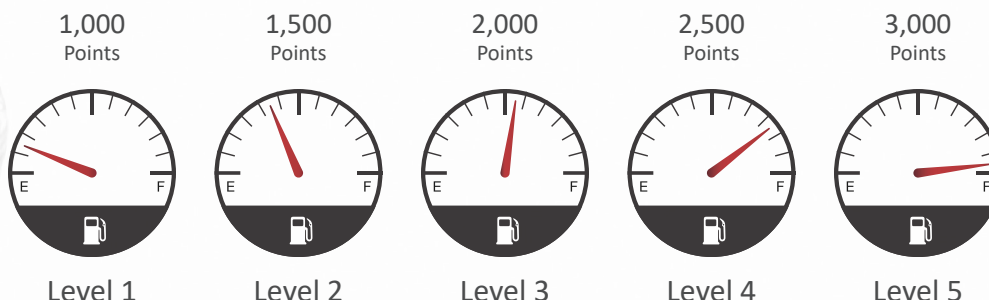 1,000
Points
1,500
Points
2,000
Points
2,500
Points
3,000
Points
E F
E F
E F
E F
E F
Level 1
Level 2
Level 3
Level 4
Level 5